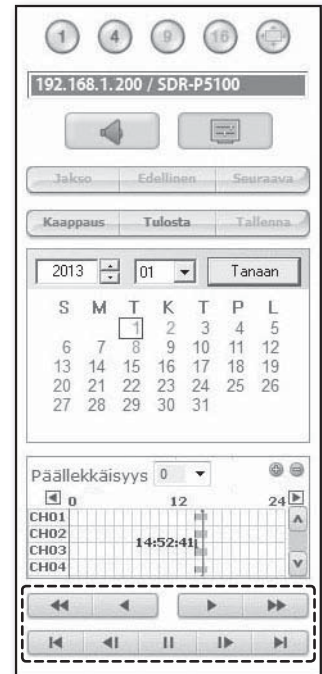 1 4 9 16
192.168.1.200 / SDR-P5100
Jakso Edellinen Seuraava
Kaappaus Tulosta Tallenna
2013 01 Tanaan
S M T K T P L
1 2 3 4 5
6 7 8 9 10 11 12
13 14 15 16 17 18 19
20 21 22 23 24 25 26
27 28 29 30 31
Päällekkäisyys 0
0 12 24
CH01
CH02
14:52:41
CH03
CH04